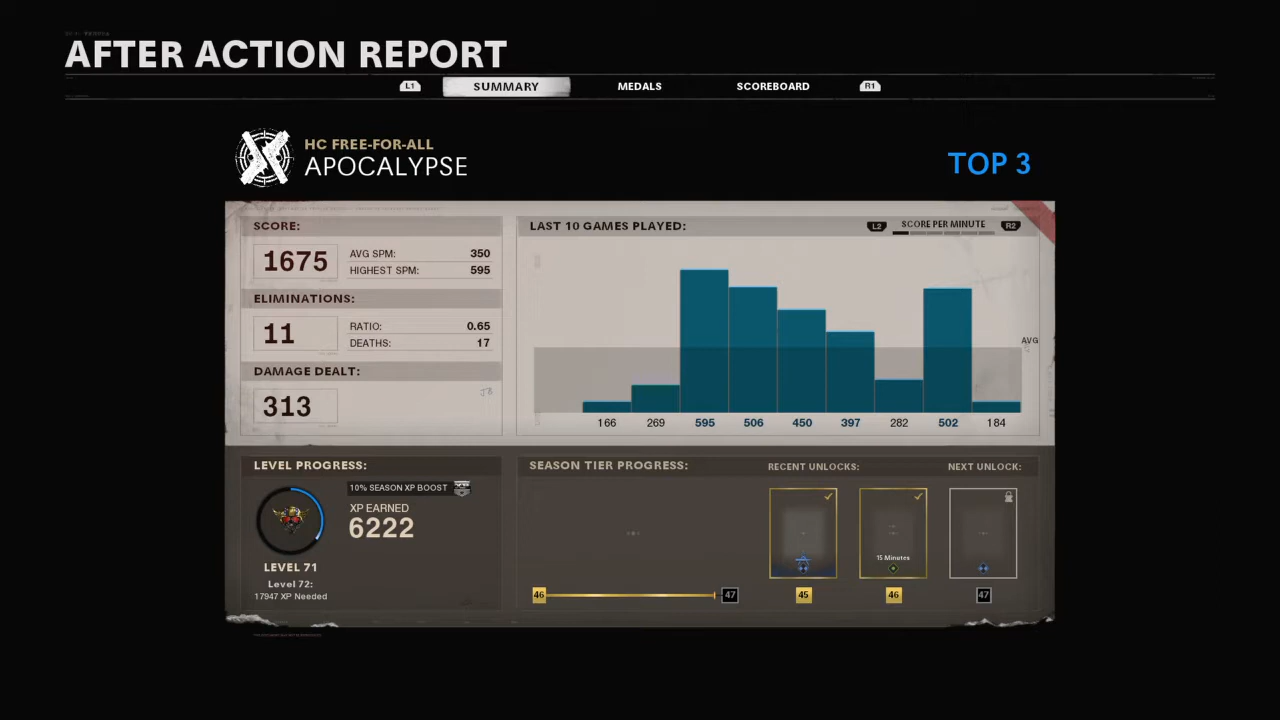 AFTER ACTION REPORT
L1 SUMMARY MEDALS SCOREBOARD R1
HC FREE-FOR-ALL
APOCALYPSE
TOP 3
SCORE:
1675
AVG SPM: 350
HIGHEST SPM: 595
ELIMINATIONS:
11
RATIO: 0.65
DEATHS: 17
DAMAGE DEALT:
313
LAST 10 GAMES PLAYED:
L2 SCORE PER MINUTE R2
AVG
166 269 595 506 450 397 282 502 184
LEVEL PROGRESS:
10% SEASON XP BOOST
XP EARNED
6222
LEVEL 71
Level 72:
17947 XP Needed
SEASON TIER PROGRESS:
46 47
RECENT UNLOCKS:
NEXT UNLOCK:
15 Minutes
45 46 47